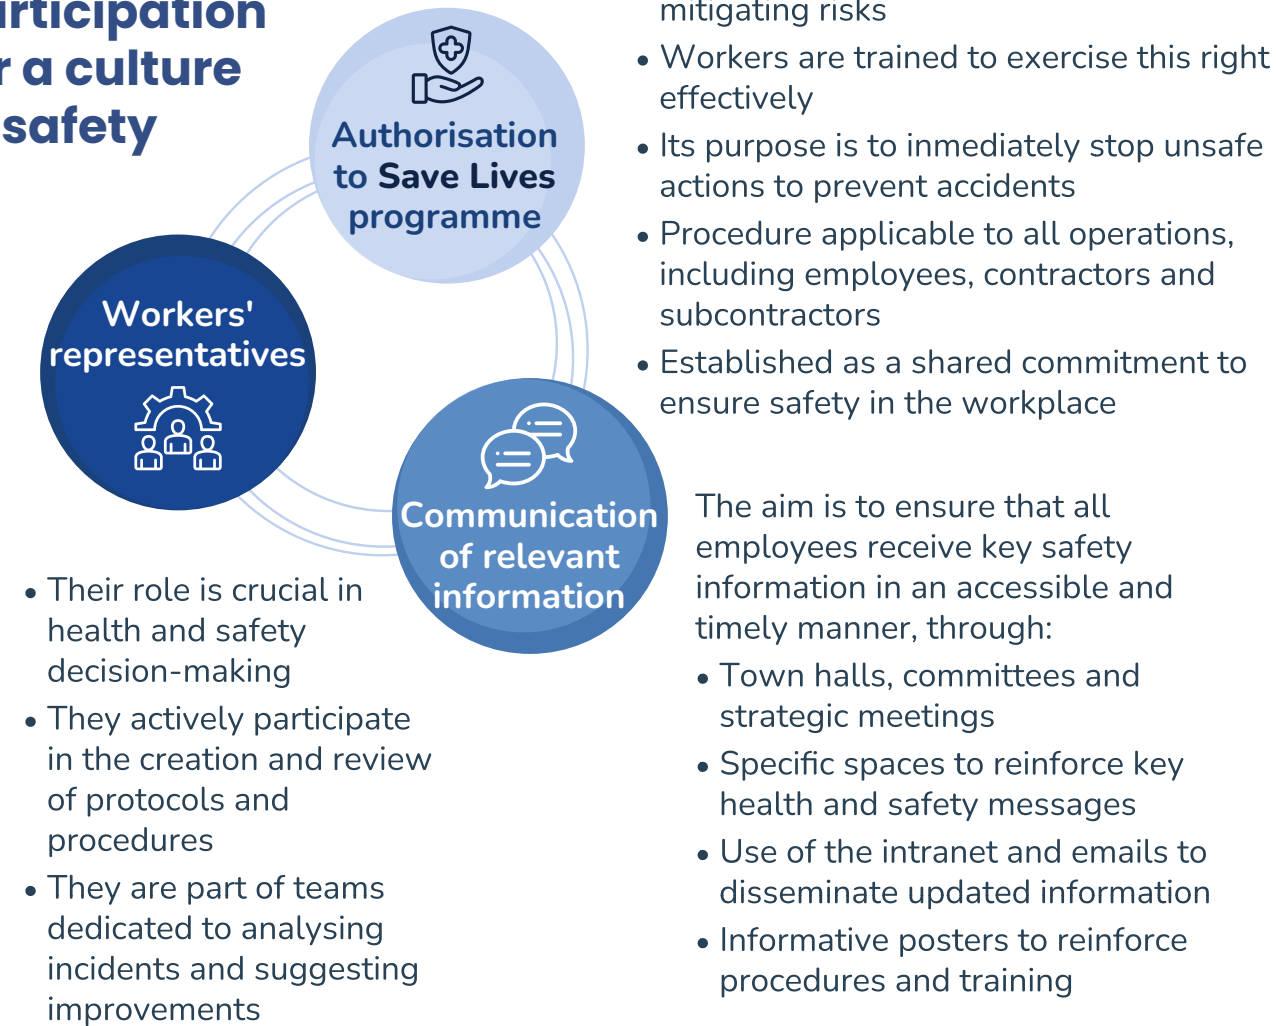 articipation
r a culture
safety
Authorisation
to Save Lives
programme
mitigating risks
• Workers are trained to exercise this right
effectively
• Its purpose is to inmediately stop unsafe
actions to prevent accidents
• Procedure applicable to all operations,
including employees, contractors and
subcontractors
• Established as a shared commitment to
ensure safety in the workplace
Workers'
representatives
• Their role is crucial in
health and safety
decision-making
• They actively participate
in the creation and review
of protocols and
procedures
• They are part of teams
dedicated to analysing
incidents and suggesting
improvements
Communication
of relevant
information
The aim is to ensure that all
employees receive key safety
information in an accessible and
timely manner, through:
• Town halls, committees and
strategic meetings
• Specific spaces to reinforce key
health and safety messages
• Use of the intranet and emails to
disseminate updated information
• Informative posters to reinforce
procedures and training